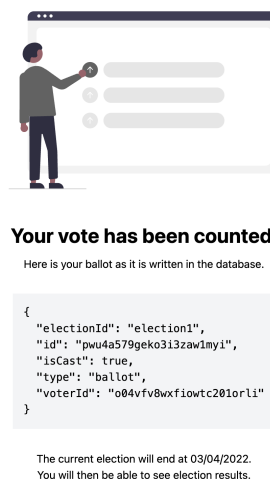 Your vote has been counted
Here is your ballot as it is written in the database.
{
"electionId": "election1",
"id": "pwu4a579geko3i3zaw1myi",
"isCast": true,
"type": "ballot",
"voterId": "o04vfv8wxfiowtc201orli"
}
The current election will end at 03/04/2022.
You will then be able to see election results.